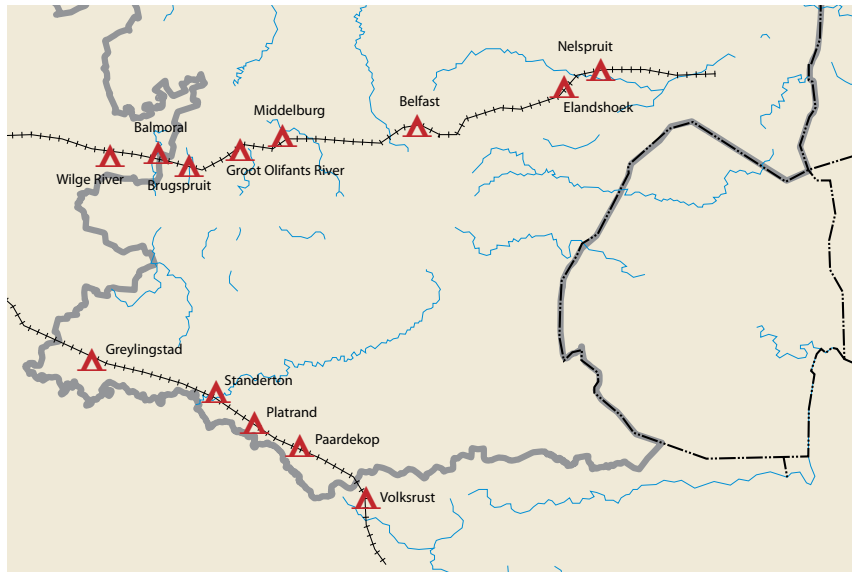 Nelspruit
Elandshoek
Belfast
Middelburg
Balmoral
Groot Olifants River
Wilge River
Brugspruit
Greylingstad
Standerton
Platrand
Paardekop
Volksrust